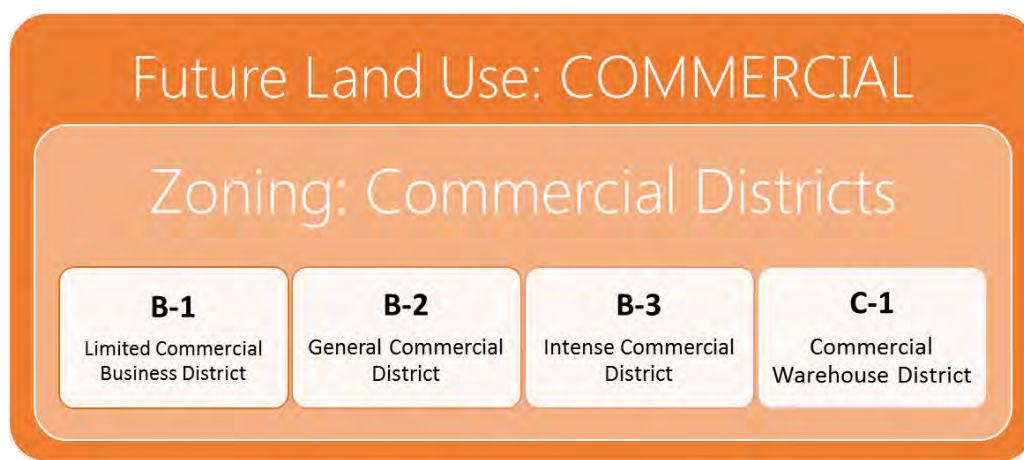 Future Land Use: COMMERCIAL
Zoning: Commercial Districts
B-1
Limited Commercial
Business District
B-2
General Commercial
District
B-3
Intense Commercial
District
C-1
Commercial
Warehouse District